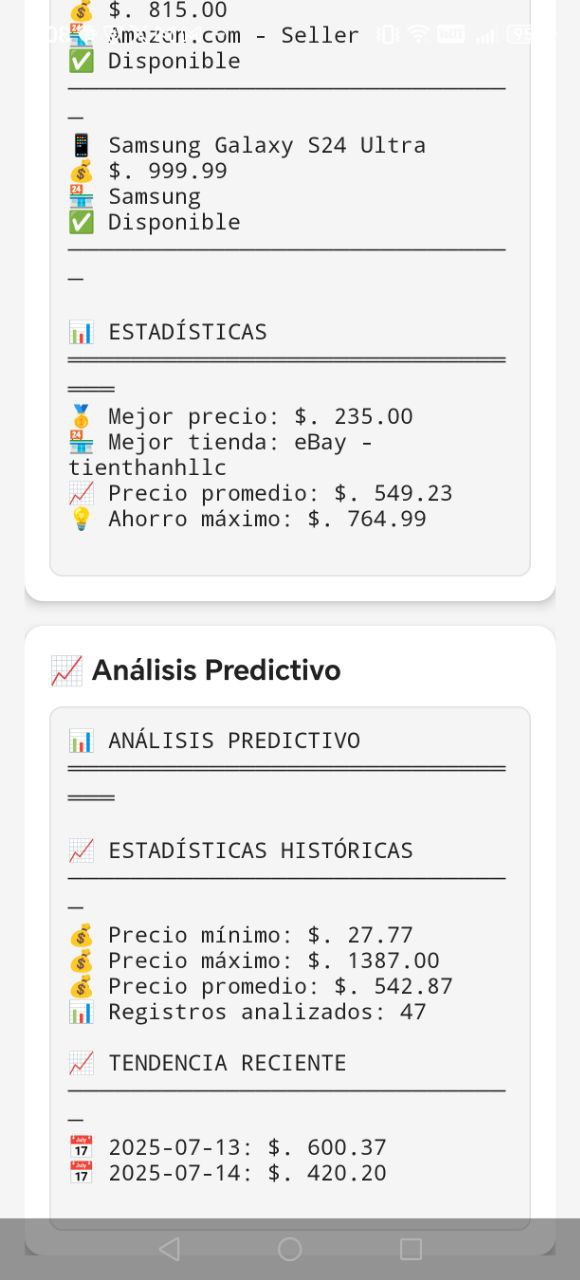 💰 $. 815.00
🏪 Amazon.com - Seller
✅ Disponible
─────────────────────────────────
─
📱 Samsung Galaxy S24 Ultra
💰 $. 999.99
🏪 Samsung
✅ Disponible
─────────────────────────────────
─
📊 ESTADÍSTICAS
═════════════════════════════════
════
🥇 Mejor precio: $. 235.00
🏪 Mejor tienda: eBay -
tienthanhllc
📈 Precio promedio: $. 549.23
💡 Ahorro máximo: $. 764.99
📈 Análisis Predictivo
📊 ANÁLISIS PREDICTIVO
═════════════════════════════════
════
📈 ESTADÍSTICAS HISTÓRICAS
─────────────────────────────────
─
💰 Precio mínimo: $. 27.77
💰 Precio máximo: $. 1387.00
💰 Precio promedio: $. 542.87
📊 Registros analizados: 47
📈 TENDENCIA RECIENTE
─────────────────────────────────
─
📅 2025-07-13: $. 600.37
📅 2025-07-14: $. 420.20